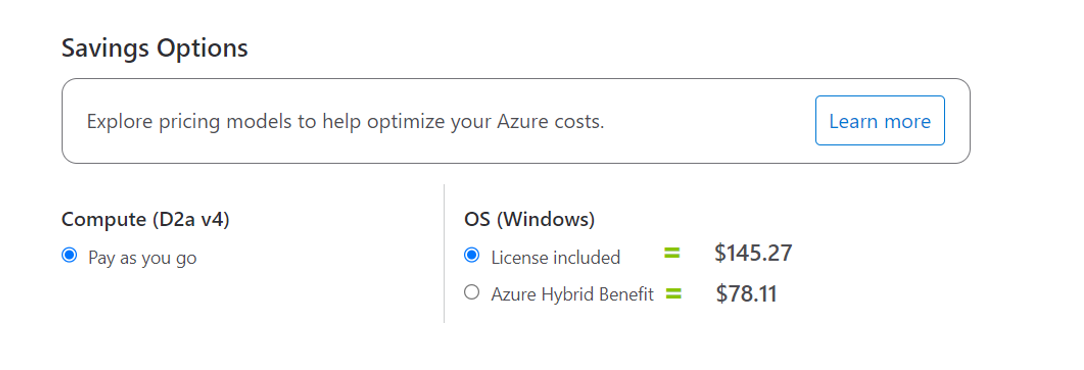 Savings Options
Explore pricing models to help optimize your Azure costs.
Learn more
Compute (D2a v4)
Pay as you go
OS (Windows)
License included = $145.27
Azure Hybrid Benefit = $78.11